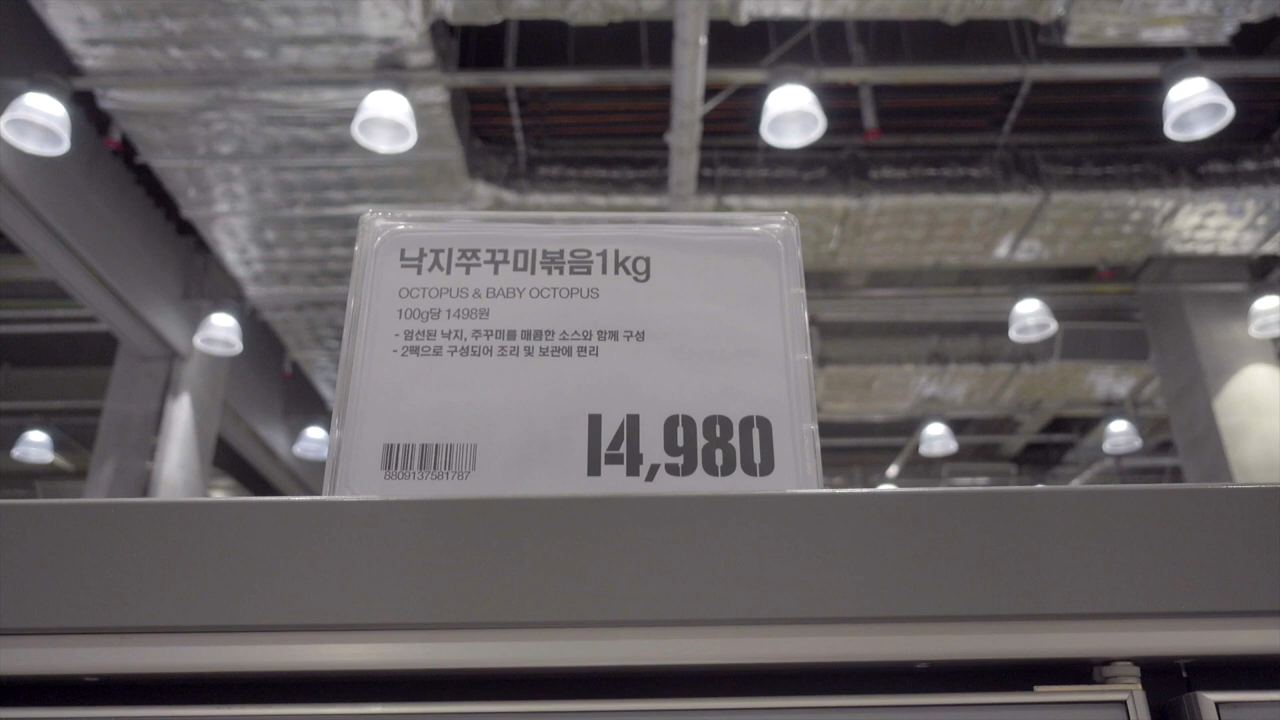 낙지쭈꾸미볶음1kg
OCTOPUS & BABY OCTOPUS
100g당 1498원
- 엄선된 낙지, 주꾸미를 매콤한 소스와 함께 구성
- 2팩으로 구성되어 조리 및 보관에 편리
14,980
8809137581787